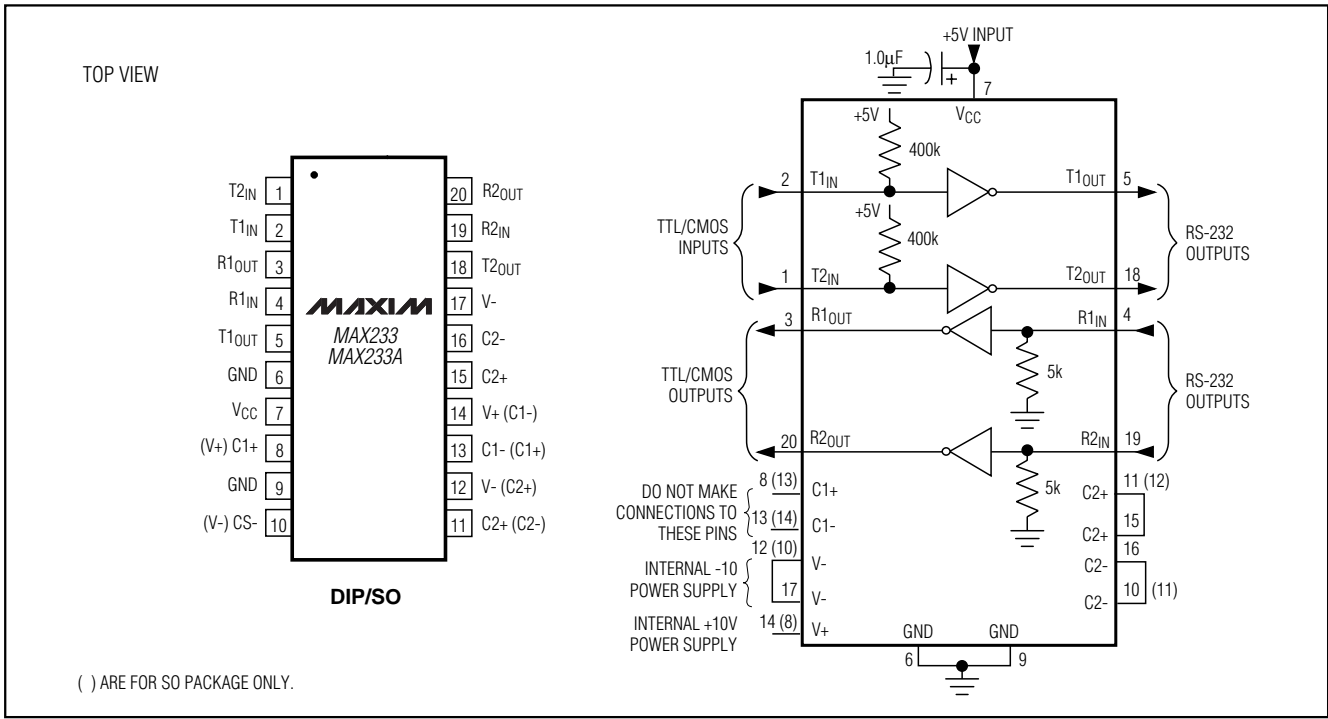 TOP VIEW
T2IN 1
T1IN 2
R1OUT 3
R1IN 4
T1OUT 5
GND 6
VCC 7
(V+) C1+ 8
GND 9
(V-) CS- 10
MAXIM
MAX233
MAX233A
20 R2OUT
19 R2IN
18 T2OUT
17 V-
16 C2-
15 C2+
14 V+ (C1-)
13 C1- (C1+)
12 V- (C2+)
11 C2+ (C2-)
DIP/SO
( ) ARE FOR SO PACKAGE ONLY.
+5V INPUT
1.0µF
+
7
VCC
+5V
400k
2 T1IN
T1OUT 5
+5V
400k
TTL/CMOS
INPUTS
RS-232
OUTPUTS
1 T2IN
T2OUT 18
3 R1OUT
R1IN 4
5k
TTL/CMOS
OUTPUTS
RS-232
OUTPUTS
20 R2OUT
R2IN 19
5k
DO NOT MAKE
CONNECTIONS TO
THESE PINS
8 (13) C1+
13 (14) C1-
INTERNAL -10
POWER SUPPLY
12 (10) V-
17 V-
INTERNAL +10V
POWER SUPPLY
14 (8) V+
C2+ 11 (12)
C2+ 15
C2- 16
C2- 10 (11)
GND GND
6 9